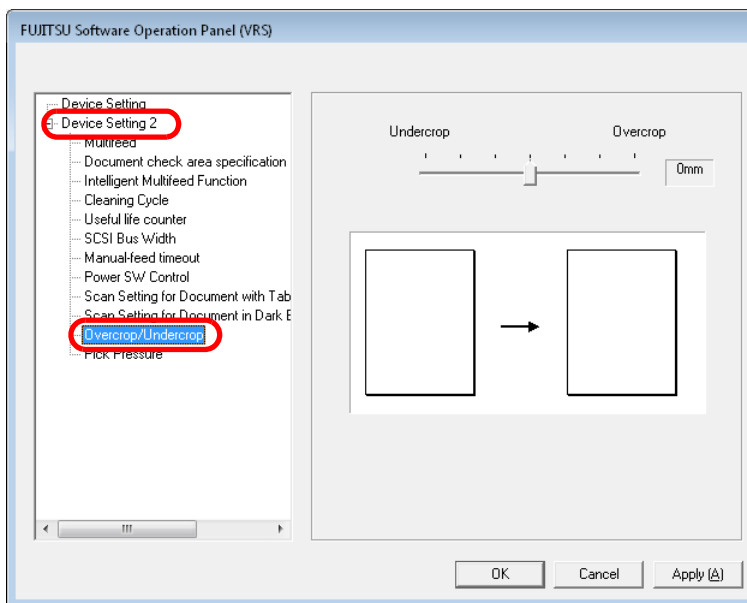 FUJITSU Software Operation Panel (VRS)
Device Setting
Device Setting 2
Multifeed
Document check area specification
Intelligent Multifeed Function
Cleaning Cycle
Useful life counter
SCSI Bus Width
Manual-feed timeout
Power SW Control
Scan Setting for Document with Tab
Scan Setting for Document in Dark B
Overcrop/Undercrop
Pick Pressure
Undercrop Overcrop
0mm
OK Cancel Apply (A)